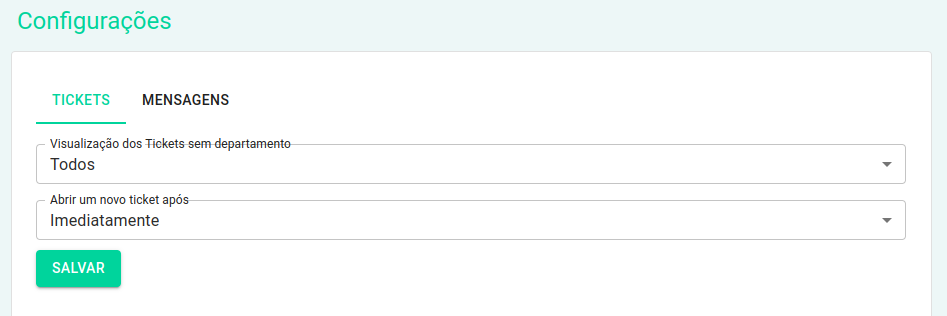 Configurações
TICKETS
MENSAGENS
Visualização dos Tickets sem departamento
Todos
Abrir um novo ticket após
Imediatamente
SALVAR